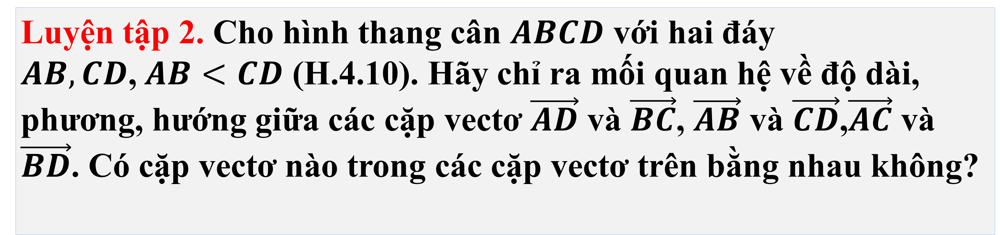 Luyện tập 2. Cho hình thang cân ABCD với hai đáy
AB, CD, AB < CD (H.4.10). Hãy chỉ ra mối quan hệ về độ dài,
phương, hướng giữa các cặp vectơ \overrightarrow{AD} và \overrightarrow{BC}, \overrightarrow{AB} và \overrightarrow{CD},\overrightarrow{AC} và
\overrightarrow{BD}. Có cặp vectơ nào trong các cặp vectơ trên bằng nhau không?